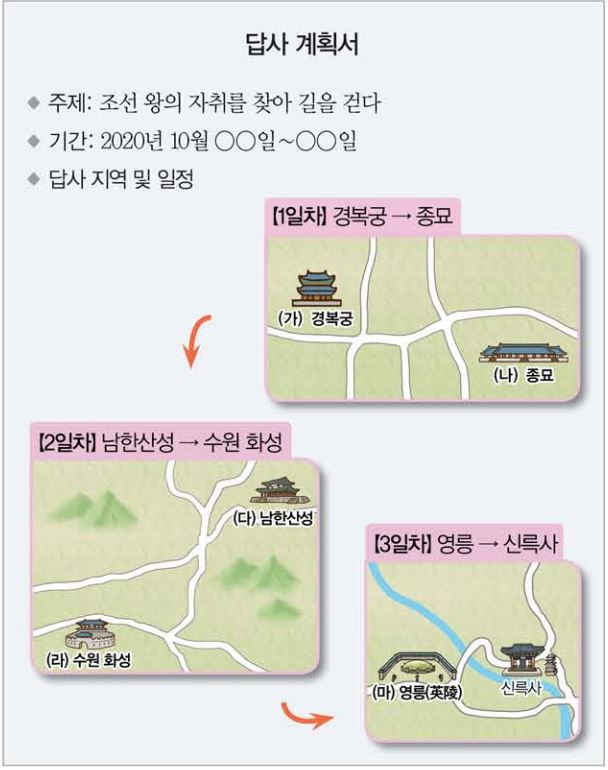 답사 계획서
◆ 주제: 조선 왕의 자취를 찾아 길을 걷다
◆ 기간: 2020년 10월 ○○일~○○일
◆ 답사 지역 및 일정
【1일차】 경복궁 → 종묘
(가) 경복궁
(나) 종묘
【2일차】 남한산성 → 수원 화성
(다) 남한산성
(라) 수원 화성
【3일차】 영릉 → 신륵사
(마) 영릉(英陵)
신륵사